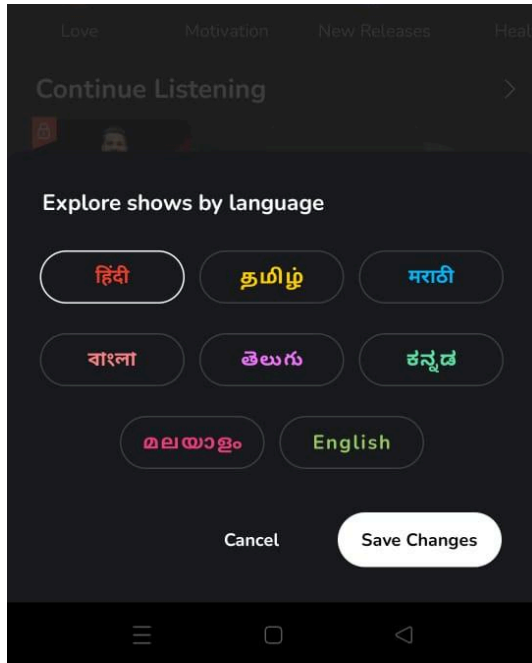 Love Motivation New Releases Heal
Continue Listening
Explore shows by language
हिंदी தமிழ் मराठी
বাংলা తెలుగు ಕನ್ನಡ
മലയാളം English
Cancel Save Changes